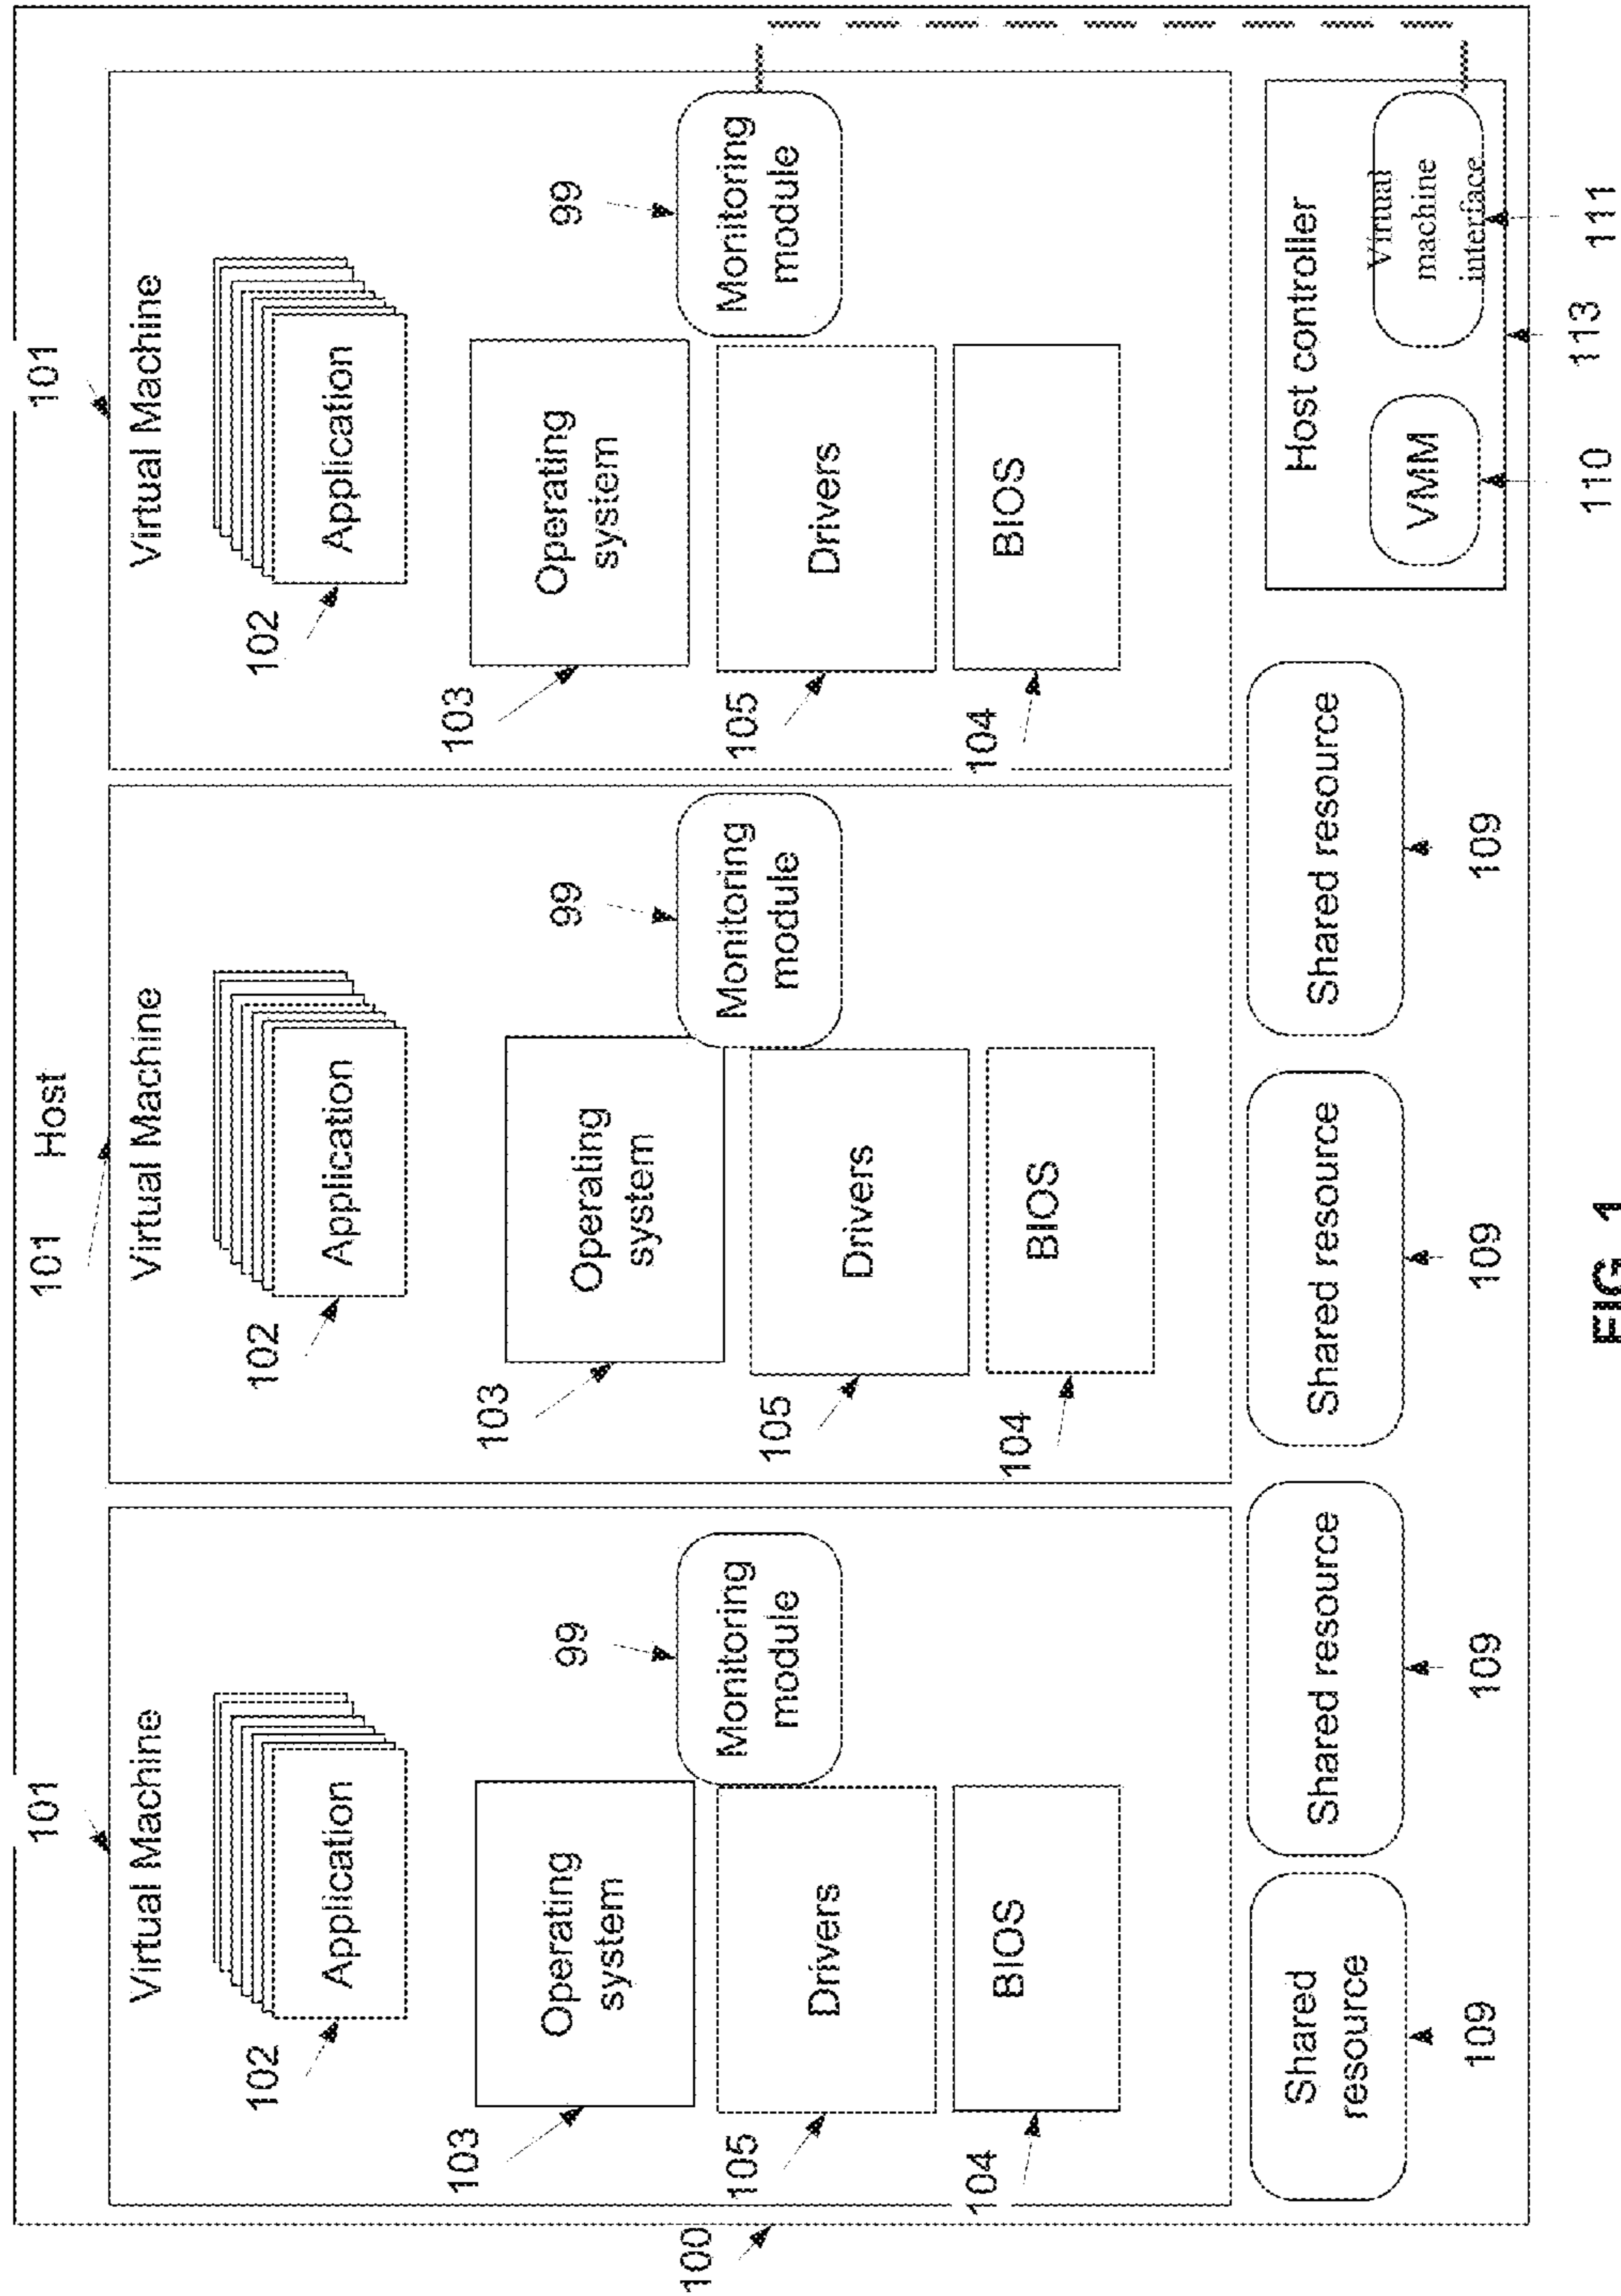 101
101
101
Host
Virtual Machine
Virtual Machine
Virtual Machine
102
Application
102
Application
102
Application
103
Operating
system
103
Operating
system
103
Operating
system
99
Monitoring
module
99
Monitoring
module
99
Monitoring
module
105
Drivers
105
Drivers
105
Drivers
104
BIOS
104
BIOS
104
BIOS
100
Shared
resource
Shared resource
Shared resource
Shared resource
109
109
109
109
Host controller
VMM
Virtual
machine
interface
110
113
111
FIG. 1